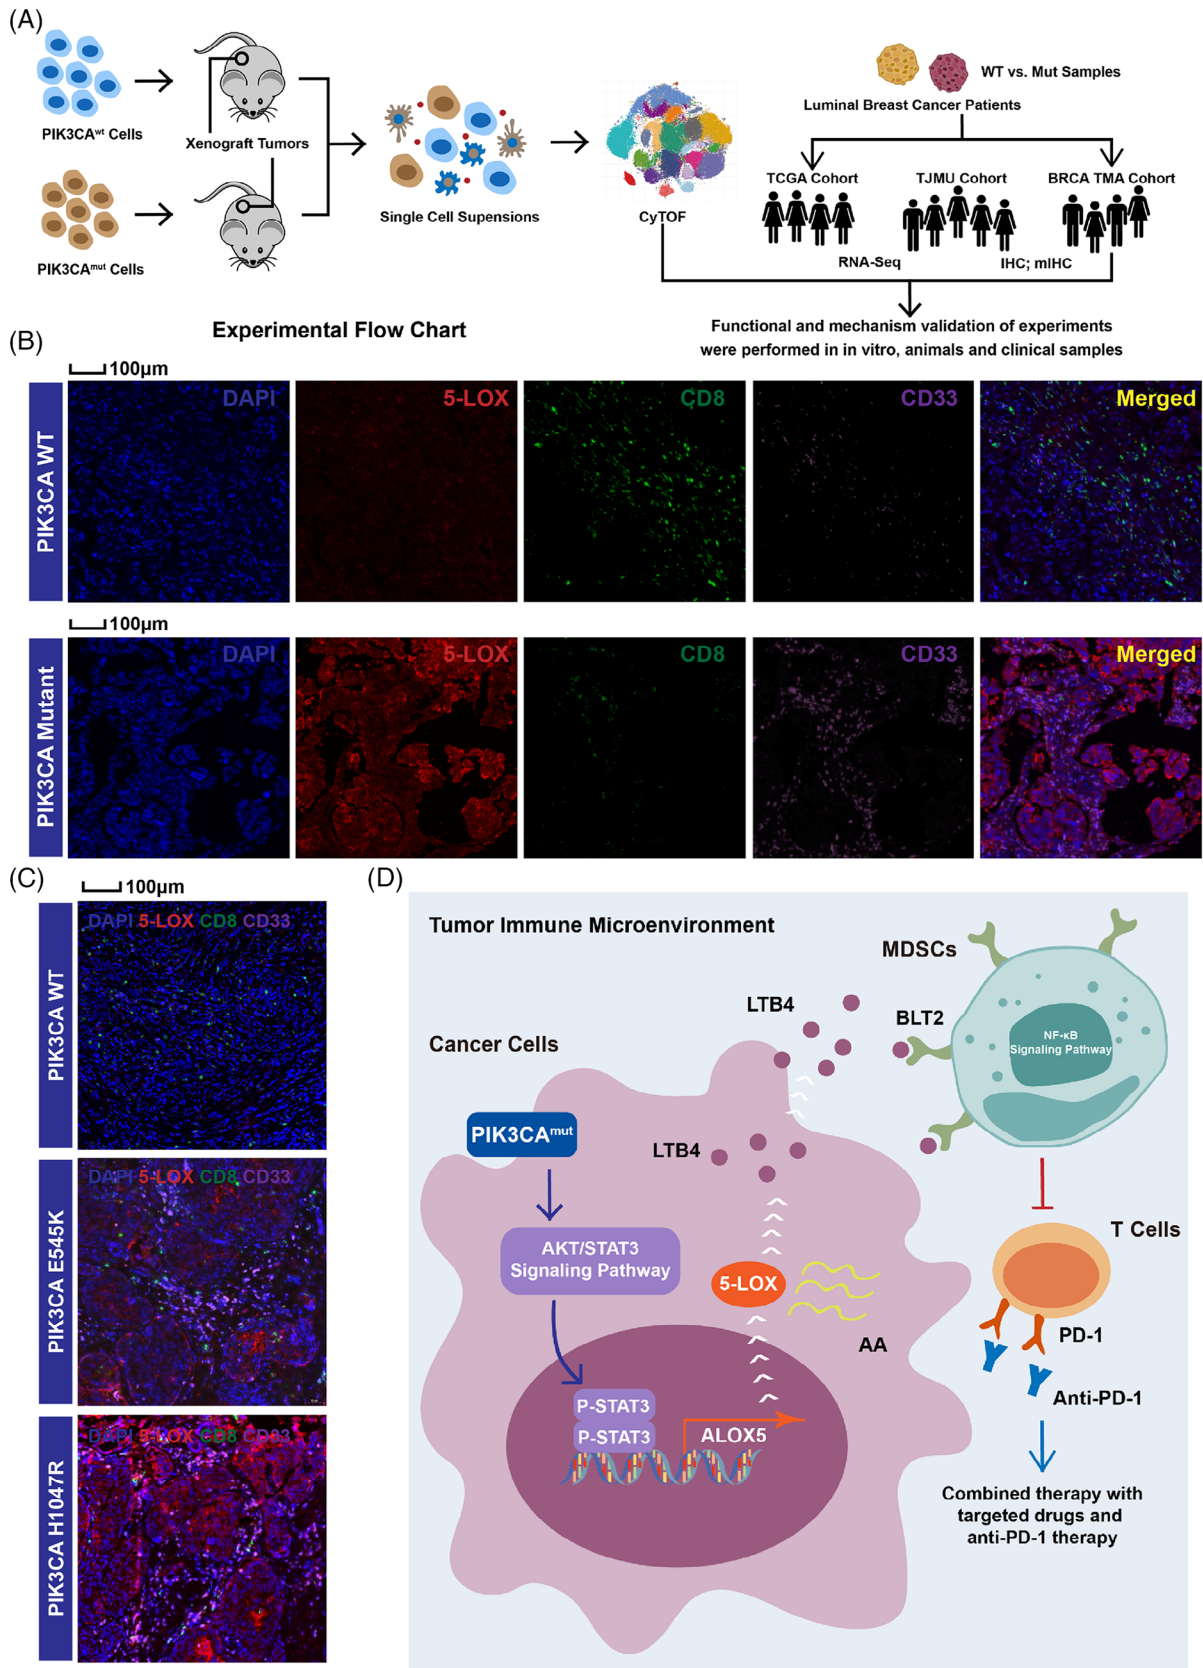 (A)
PIK3CAwt Cells
PIK3CAmut Cells
Xenograft Tumors
Single Cell Supensions
CyTOF
WT vs. Mut Samples
Luminal Breast Cancer Patients
TCGA Cohort
TJMU Cohort
BRCA TMA Cohort
RNA-Seq
IHC; mIHC
Experimental Flow Chart
Functional and mechanism validation of experiments
were performed in in vitro, animals and clinical samples
(B)
100μm
PIK3CA WT
DAPI
5-LOX
CD8
CD33
Merged
100μm
PIK3CA Mutant
DAPI
5-LOX
CD8
CD33
Merged
(C)
100μm
PIK3CA WT
DAPI 5-LOX CD8 CD33
PIK3CA E545K
DAPI 5-LOX CD8 CD33
PIK3CA H1047R
DAPI 5-LOX CD8 CD33
(D)
Tumor Immune Microenvironment
MDSCs
LTB4
BLT2
NF-κB
Signaling Pathway
Cancer Cells
PIK3CAmut
LTB4
AKT/STAT3
Signaling Pathway
5-LOX
AA
T Cells
PD-1
Anti-PD-1
P-STAT3
P-STAT3
ALOX5
Combined therapy with
targeted drugs and
anti-PD-1 therapy